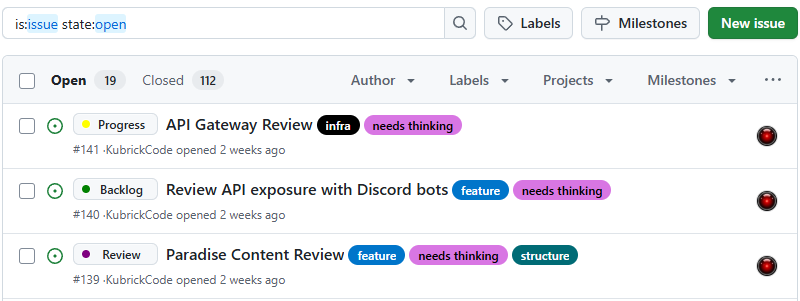 is:issue state:open Labels Milestones New issue
Open 19 Closed 112 Author Labels Projects Milestones
Progress API Gateway Review infra needs thinking
#141 ·KubrickCode opened 2 weeks ago
Backlog Review API exposure with Discord bots feature needs thinking
#140 ·KubrickCode opened 2 weeks ago
Review Paradise Content Review feature needs thinking structure
#139 ·KubrickCode opened 2 weeks ago